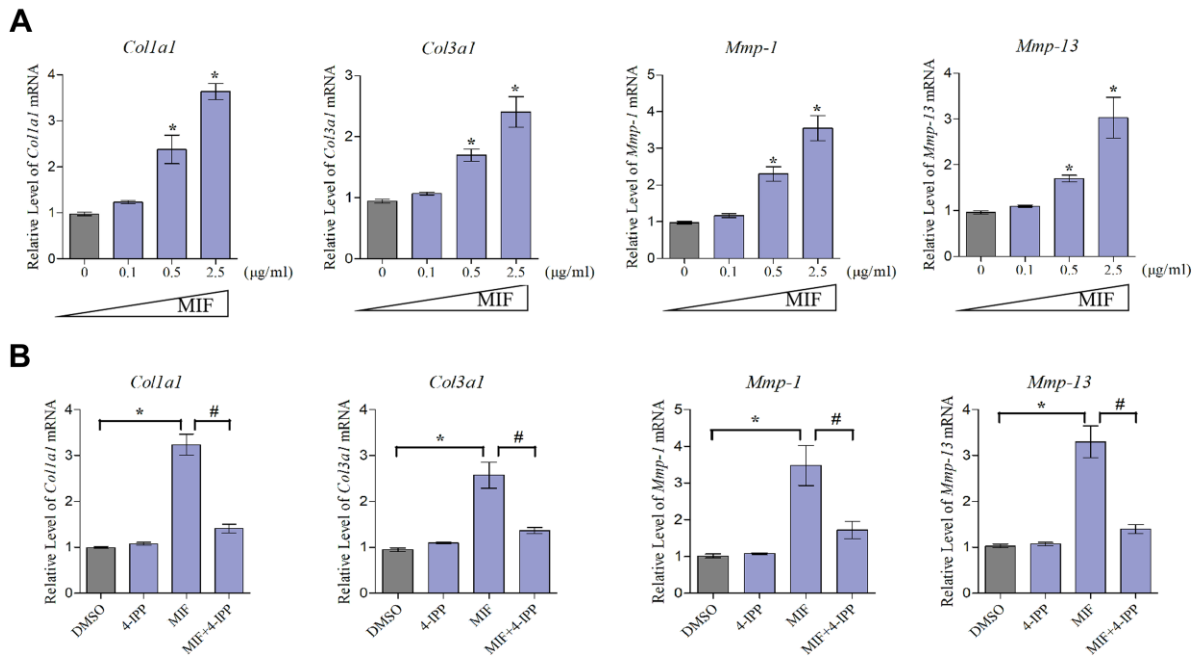 A
Col1a1
Relative Level of Col1a1 mRNA
4
3
2
1
0
*
*
0 0.1 0.5 2.5 (μg/ml)
MIF
Col3a1
Relative Level of Col3a1 mRNA
3
2
1
0
*
*
0 0.1 0.5 2.5 (μg/ml)
MIF
Mmp-1
Relative Level of Mmp-1 mRNA
5
4
3
2
1
0
*
*
0 0.1 0.5 2.5 (μg/ml)
MIF
Mmp-13
Relative Level of Mmp-13 mRNA
4
3
2
1
0
*
*
0 0.1 0.5 2.5 (μg/ml)
MIF
B
Col1a1
Relative Level of Col1a1 mRNA
4
3
2
1
0
* #
DMSO 4-IPP MIF MIF+4-IPP
Col3a1
Relative Level of Col3a1 mRNA
4
3
2
1
0
* #
DMSO 4-IPP MIF MIF+4-IPP
Mmp-1
Relative Level of Mmp-1 mRNA
5
4
3
2
1
0
* #
DMSO 4-IPP MIF MIF+4-IPP
Mmp-13
Relative Level of Mmp-13 mRNA
4
3
2
1
0
* #
DMSO 4-IPP MIF MIF+4-IPP